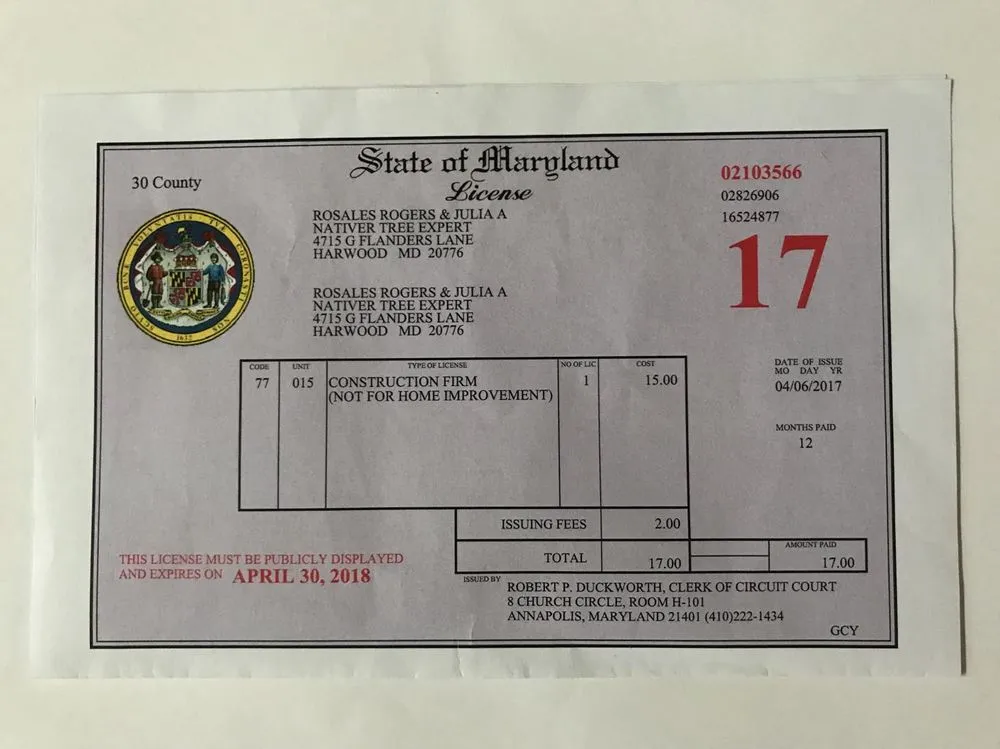 State of Maryland
License
30 County
02103566
02826906
16524877
17
ROSALES ROGERS & JULIA A
NATIVER TREE EXPERT
4715 G FLANDERS LANE
HARWOOD MD 20776
ROSALES ROGERS & JULIA A
NATIVER TREE EXPERT
4715 G FLANDERS LANE
HARWOOD MD 20776
CODE UNIT TYPE OF LICENSE NO OF LIC COST
77 015 CONSTRUCTION FIRM 1 15.00
(NOT FOR HOME IMPROVEMENT)
DATE OF ISSUE
MO DAY YR
04/06/2017
MONTHS PAID
12
ISSUING FEES 2.00
TOTAL 17.00
AMOUNT PAID
17.00
THIS LICENSE MUST BE PUBLICLY DISPLAYED
AND EXPIRES ON APRIL 30, 2018
ISSUED BY
ROBERT P. DUCKWORTH, CLERK OF CIRCUIT COURT
8 CHURCH CIRCLE, ROOM H-101
ANNAPOLIS, MARYLAND 21401 (410)222-1434
GCY
1632